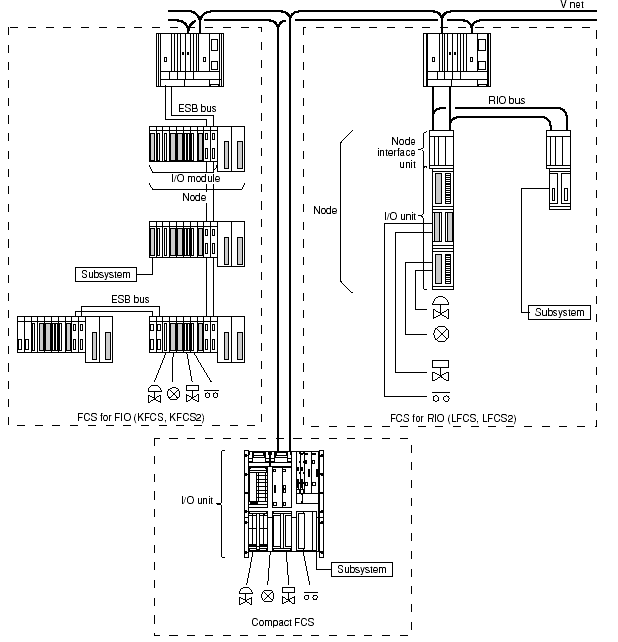 V net
ESB bus
I/O module
Node
Subsystem
ESB bus
FCS for FIO (KFCS, KFCS2)
RIO bus
Node
interface
unit
Node
I/O unit
Subsystem
FCS for RIO (LFCS, LFCS2)
I/O unit
Subsystem
Compact FCS